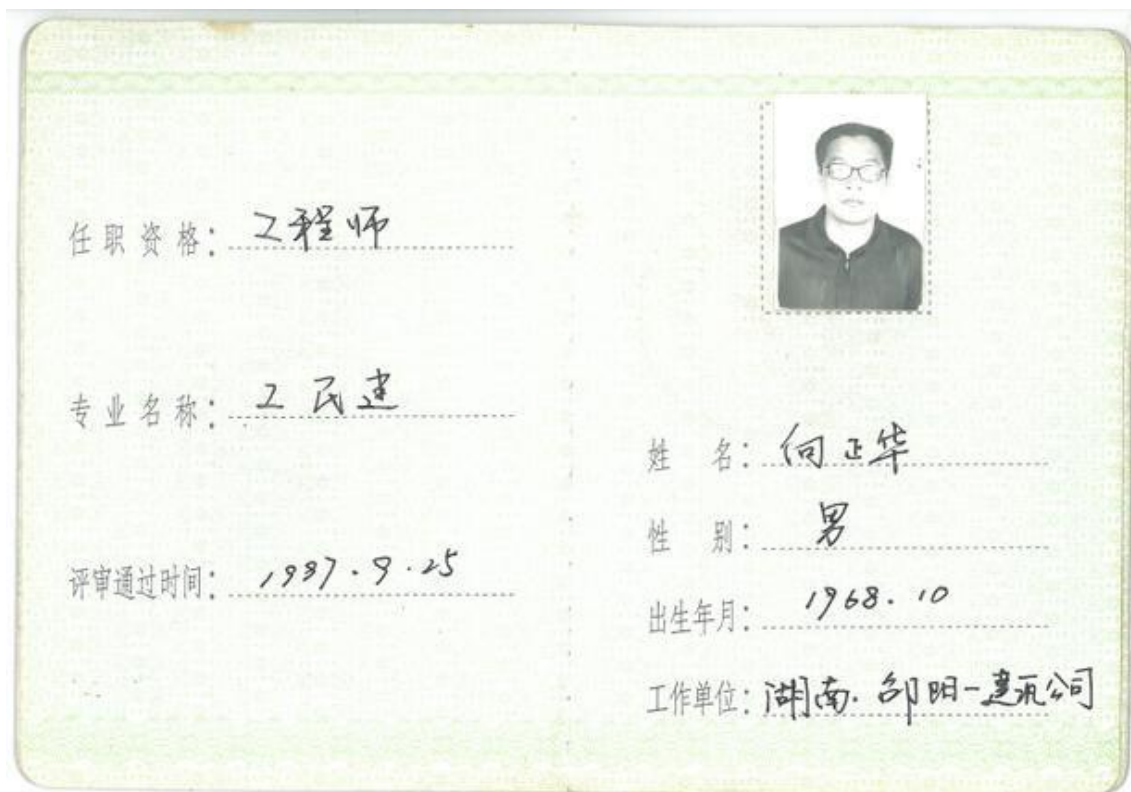 任职资格：工程师
专业名称：工民建
评审通过时间：1997.9.25
姓名：向正华
性别：男
出生年月：1968.10
工作单位：湖南.邵阳一建筑公司